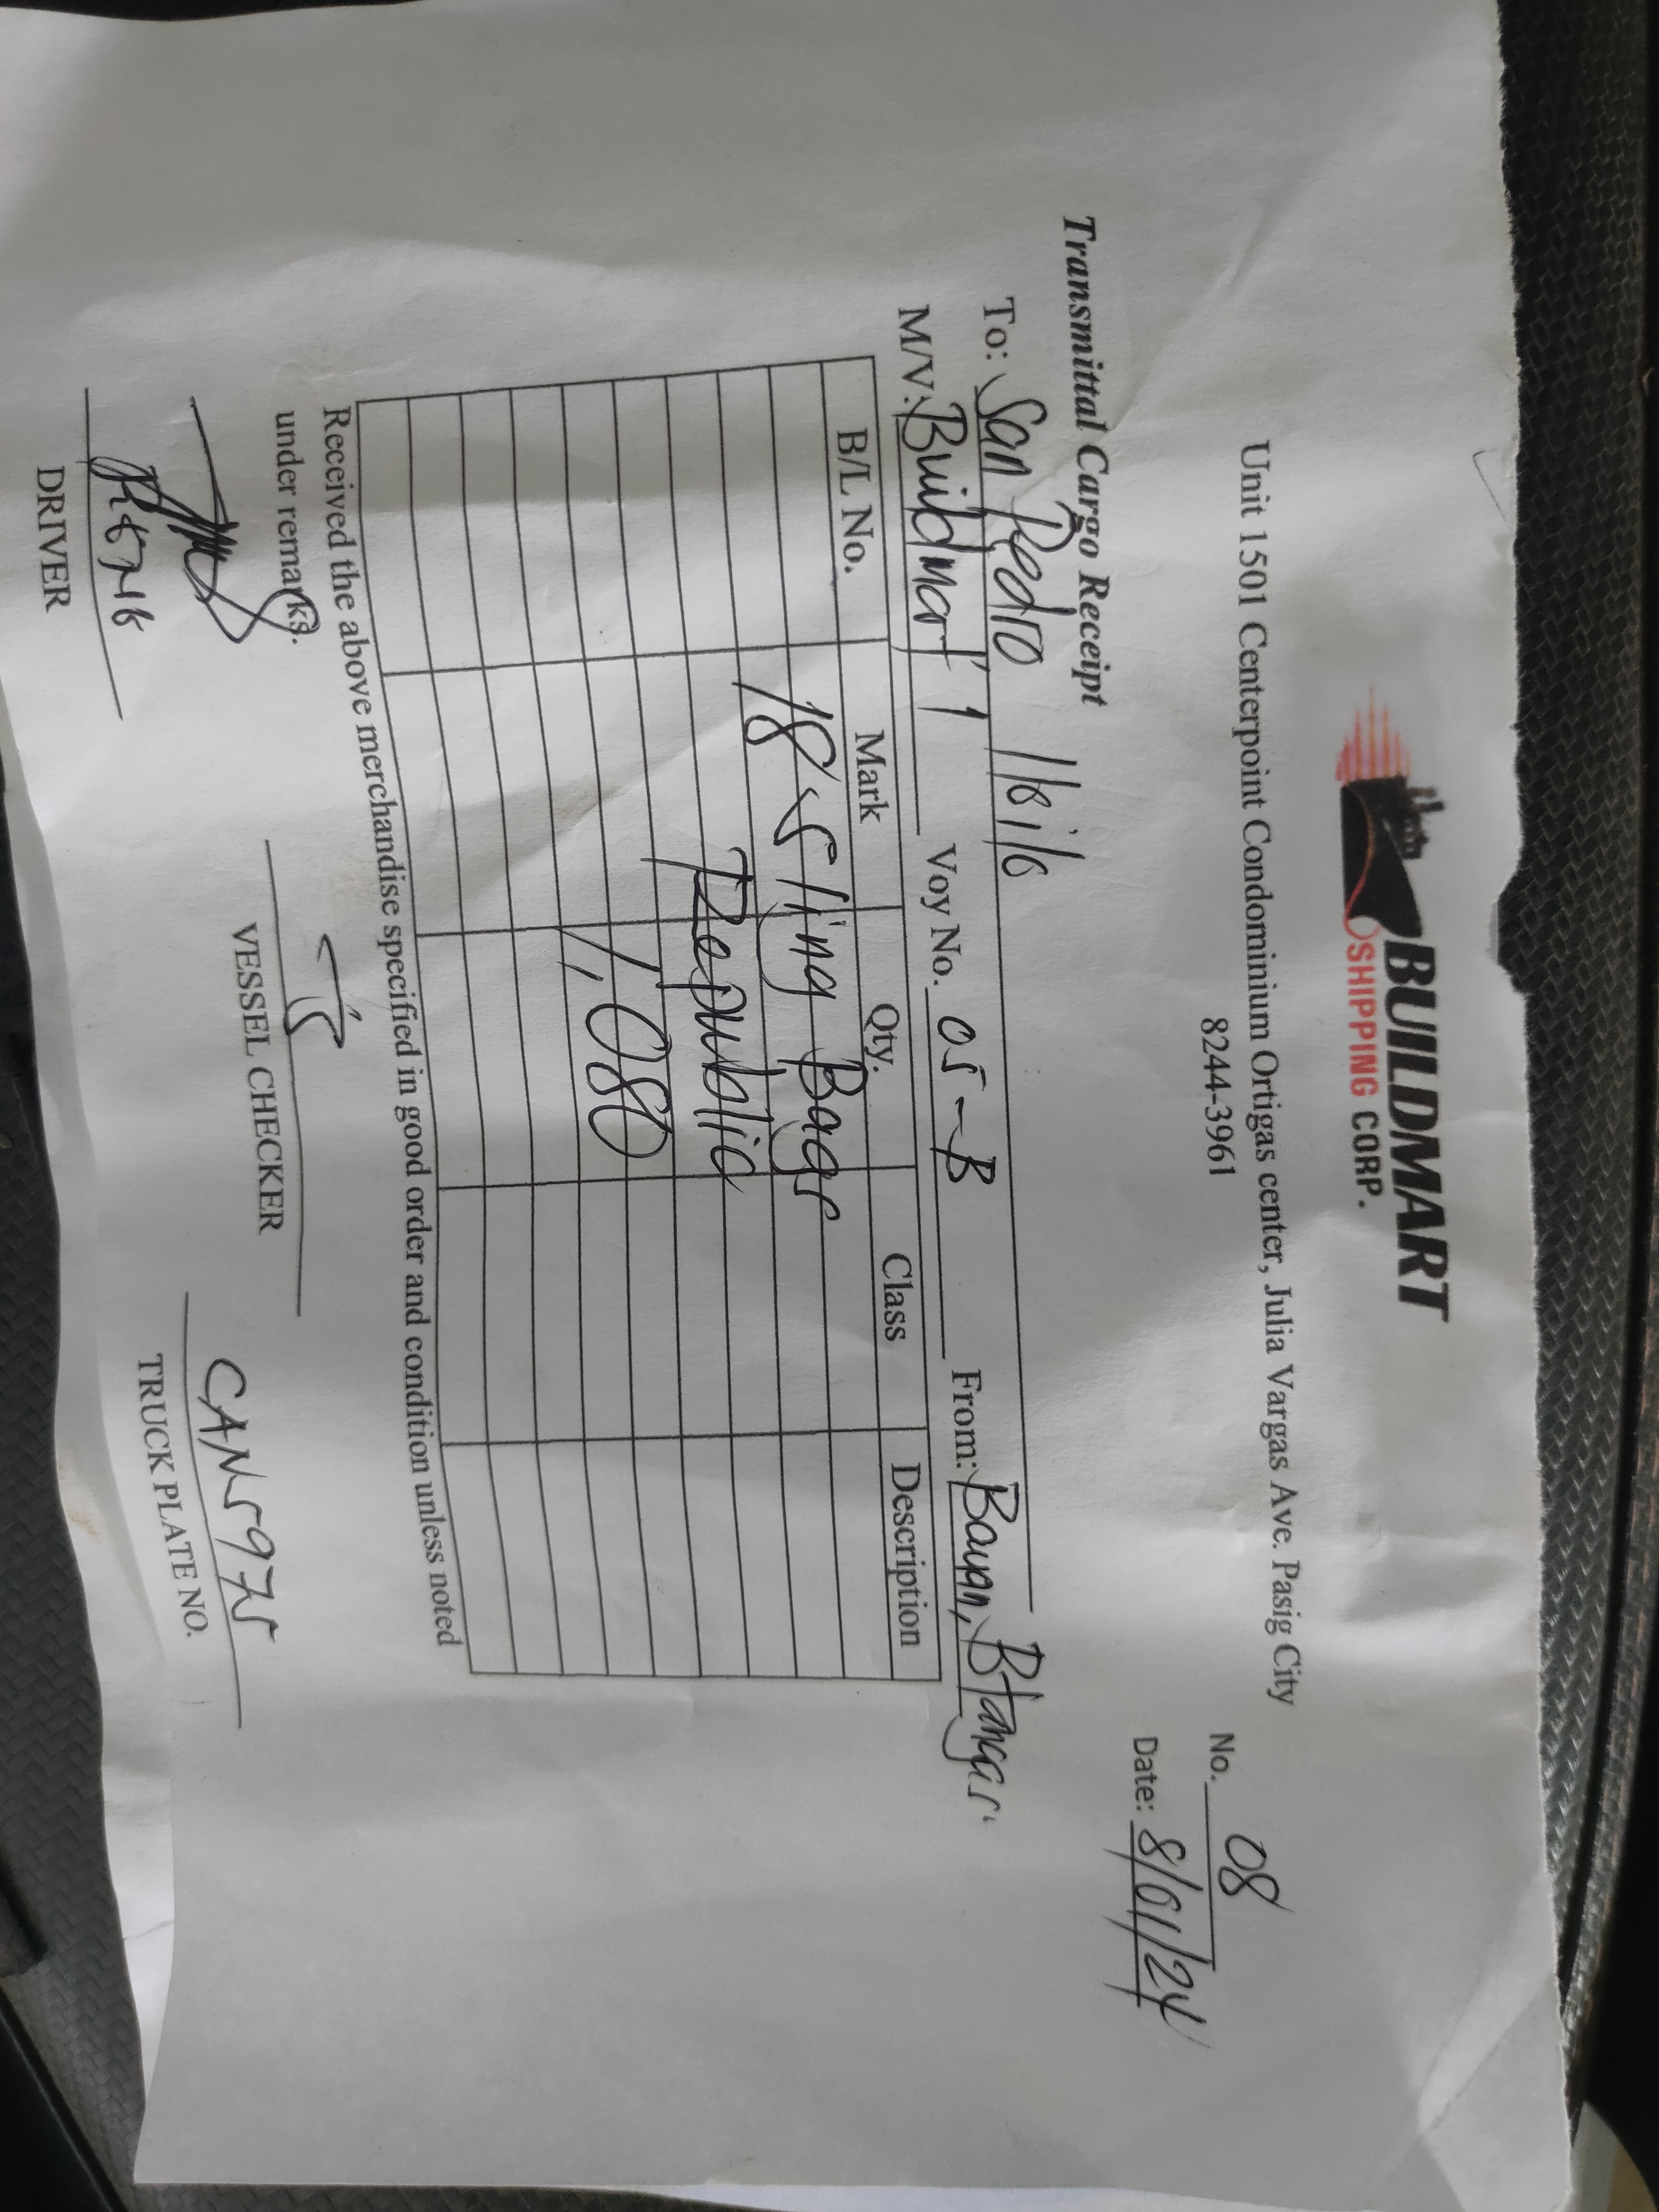 BUILDMART
SHIPPING CORP.
Unit 1501 Centerpoint Condominium Ortigas center, Julia Vargas Ave. Pasig City
8244-3961
No. 08
Date: 8/01/24
Transmittal Cargo Receipt
To: San Pedro
M/V: Buildmart 1 Voy No. 05-B From: Bauan, Btangas
B/L No. Mark Qty. Class Description
18 Sling Bags
Republic
1,080
Received the above merchandise specified in good order and condition unless noted
under remarks.
CAN5975
DRIVER VESSEL CHECKER TRUCK PLATE NO.